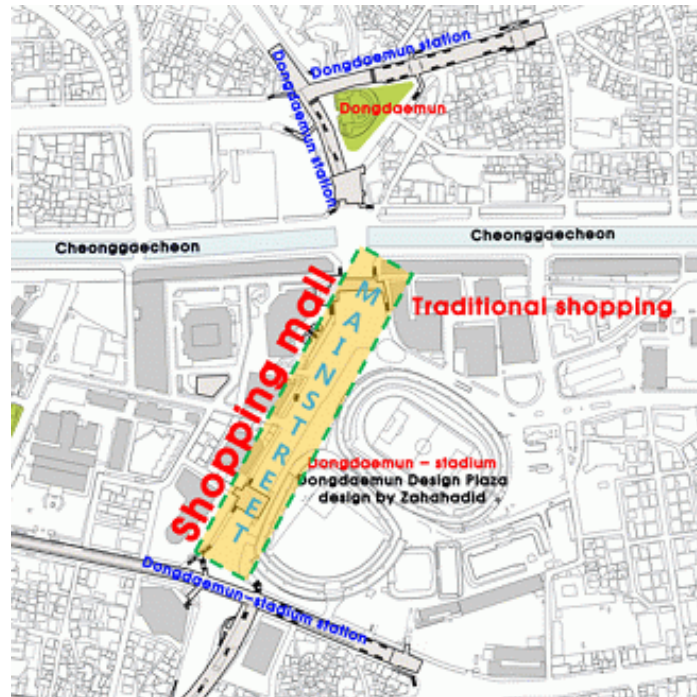 Dongdaemun station
Dongdaemun station
Dongdaemun
Cheonggaecheon
Cheonggaecheon
Shopping mall
MAINSTREET
Traditional shopping
Dongdaemun - stadium
Dongdaemun Design Plaza
design by Zahahadid
Dongdaemun-stadium station